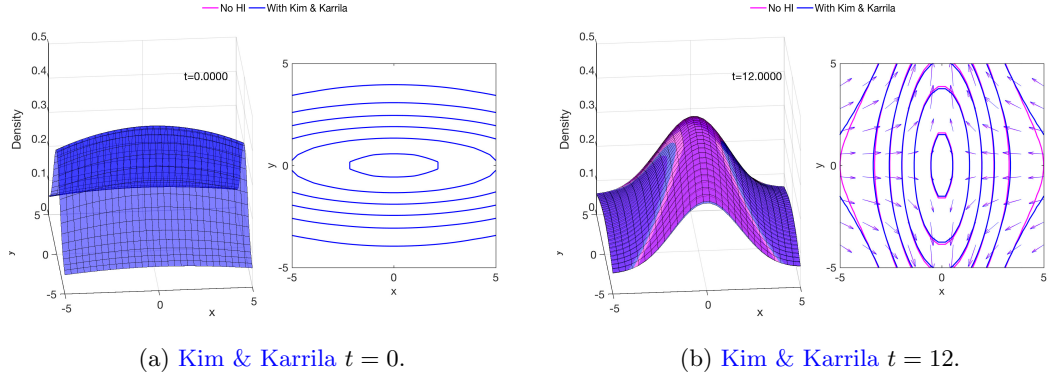 No HI With Kim & Karrila
0.5
0.4
0.3
0.2
0.1
0
Density
t=0.0000
5
0
-5
y
-5
0
5
x
5
0
-5
y
-5
0
5
x
(a) Kim & Karrila t = 0.
No HI With Kim & Karrila
0.5
0.4
0.3
0.2
0.1
0
Density
t=12.0000
5
0
-5
y
-5
0
5
x
5
0
-5
y
-5
0
5
x
(b) Kim & Karrila t = 12.